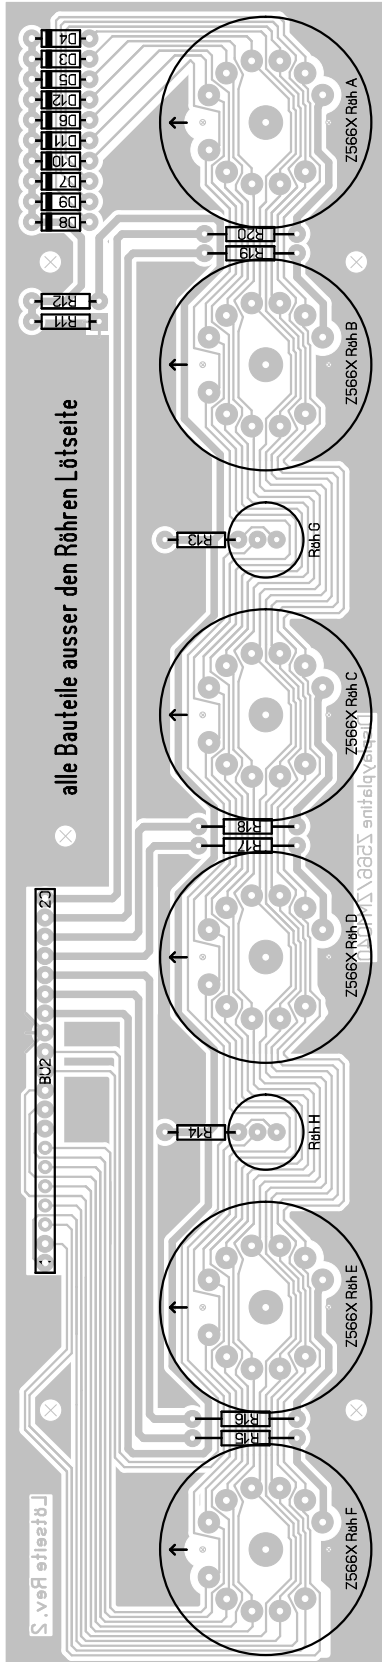 D4
D3
D5
D12
D6
D11
D10
D7
D9
D8
Z566X Röh A
R20
R19
R12
R11
Z566X Röh B
alle Bauteile ausser den Röhren Lötseite
R13
Röh G
Z566X Röh C
R18
R17
Z566X Röh D
BU2
R14
Röh H
Z566X Röh E
R16
R15
Z566X Röh F
Lötseite Rev.2